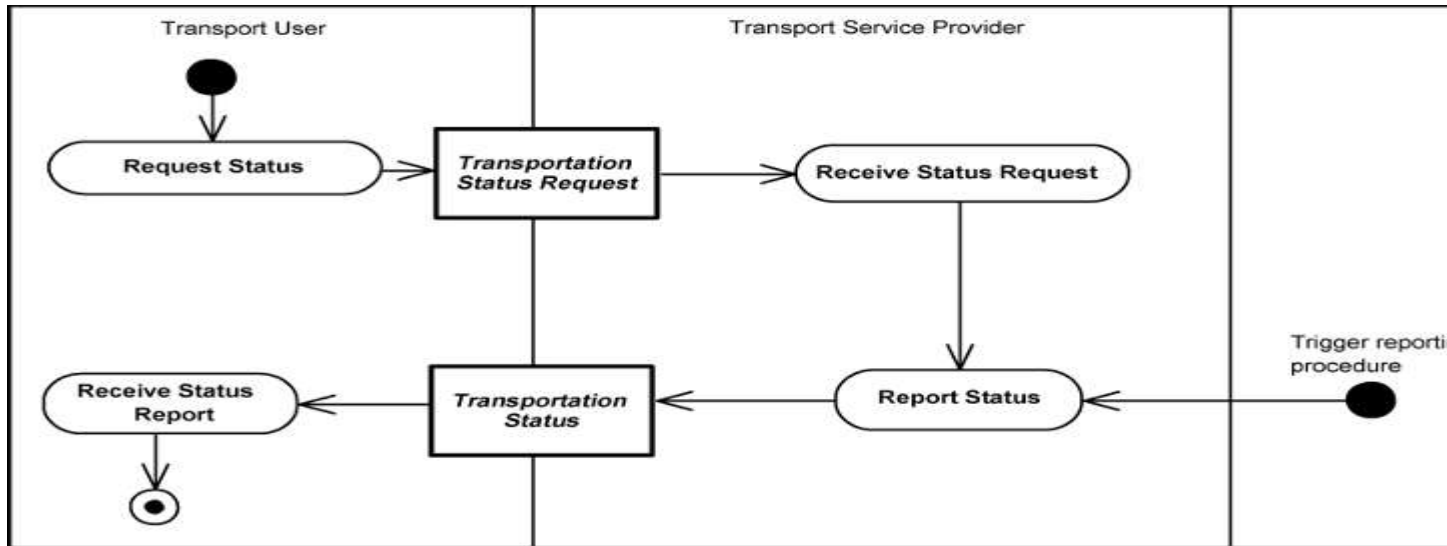 Transport User
Transport Service Provider
Request Status
Transportation
Status Request
Receive Status Request
Trigger reporti
procedure
Receive Status
Report
Transportation
Status
Report Status